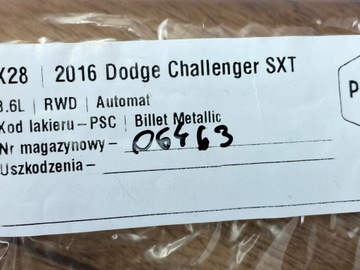 X28 | 2016 Dodge Challenger SXT
3.6L | RWD | Automat
Kod lakieru – PSC | Billet Metallic
Nr magazynowy – 06463
Uszkodzenia –
P